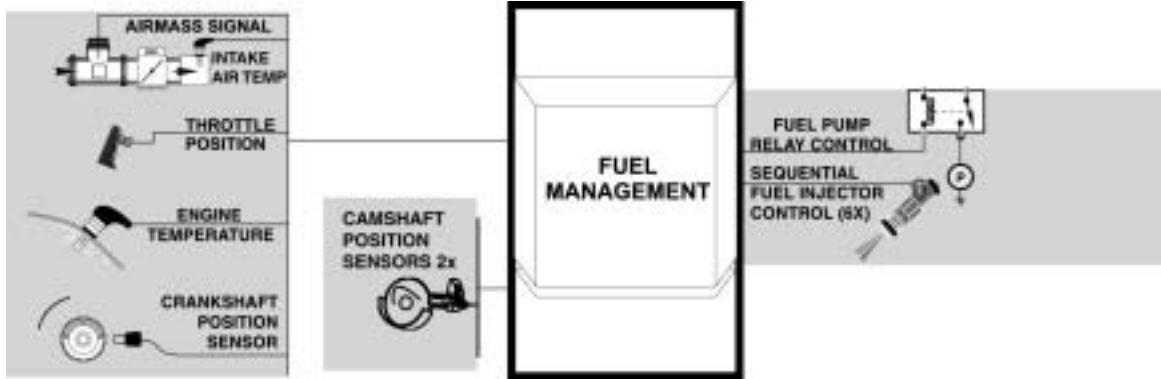 AIRMASS SIGNAL
INTAKE
AIR TEMP
THROTTLE
POSITION
ENGINE
TEMPERATURE
CRANKSHAFT
POSITION
SENSOR
CAMSHAFT
POSITION
SENSORS 2x
FUEL
MANAGEMENT
FUEL PUMP
RELAY CONTROL
SEQUENTIAL
FUEL INJECTOR
CONTROL (6X)
P